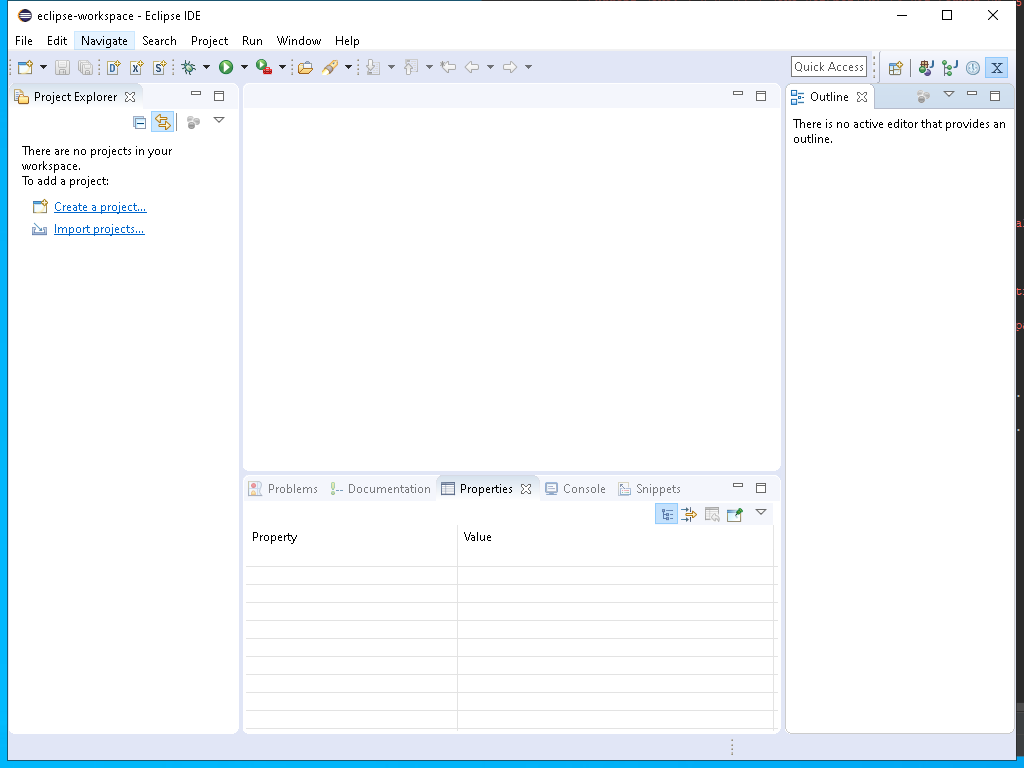 eclipse-workspace - Eclipse IDE
File Edit Navigate Search Project Run Window Help
Quick Access
Project Explorer
There are no projects in your
workspace.
To add a project:
Create a project...
Import projects...
Outline
There is no active editor that provides an
outline.
Problems Documentation Properties Console Snippets
Property Value